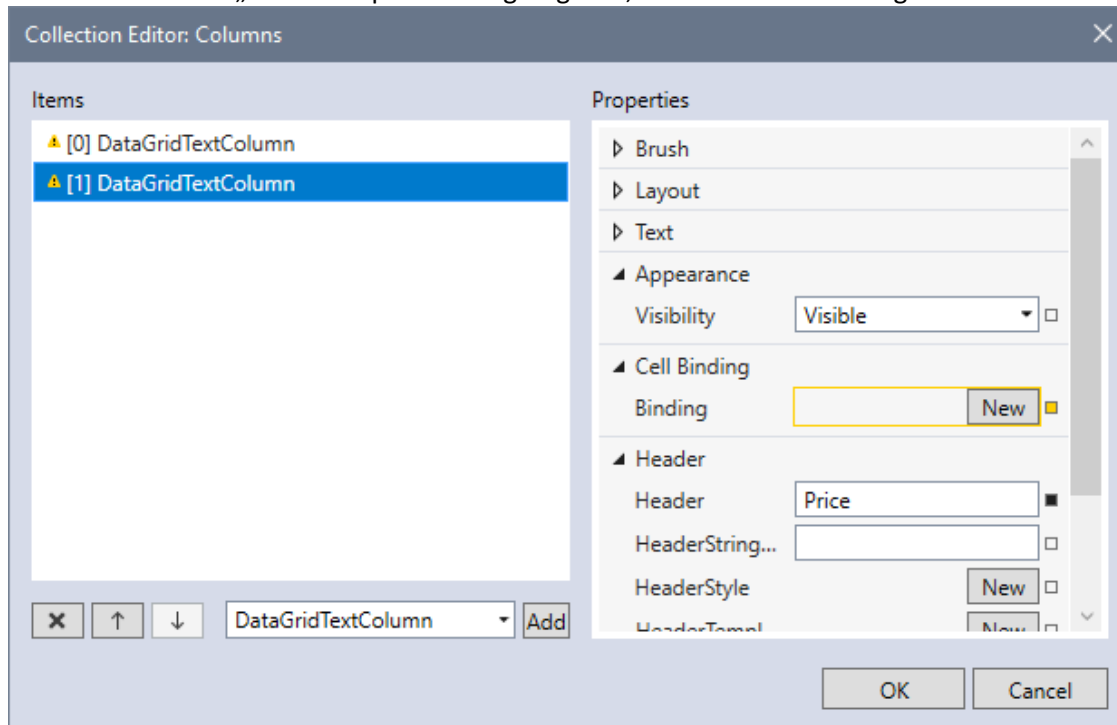 Collection Editor: Columns
Items
[0] DataGridTextColumn
[1] DataGridTextColumn
DataGridTextColumn
Add
Properties
Brush
Layout
Text
Appearance
Visibility Visible
Cell Binding
Binding New
Header
Header Price
HeaderString...
HeaderStyle New
OK Cancel